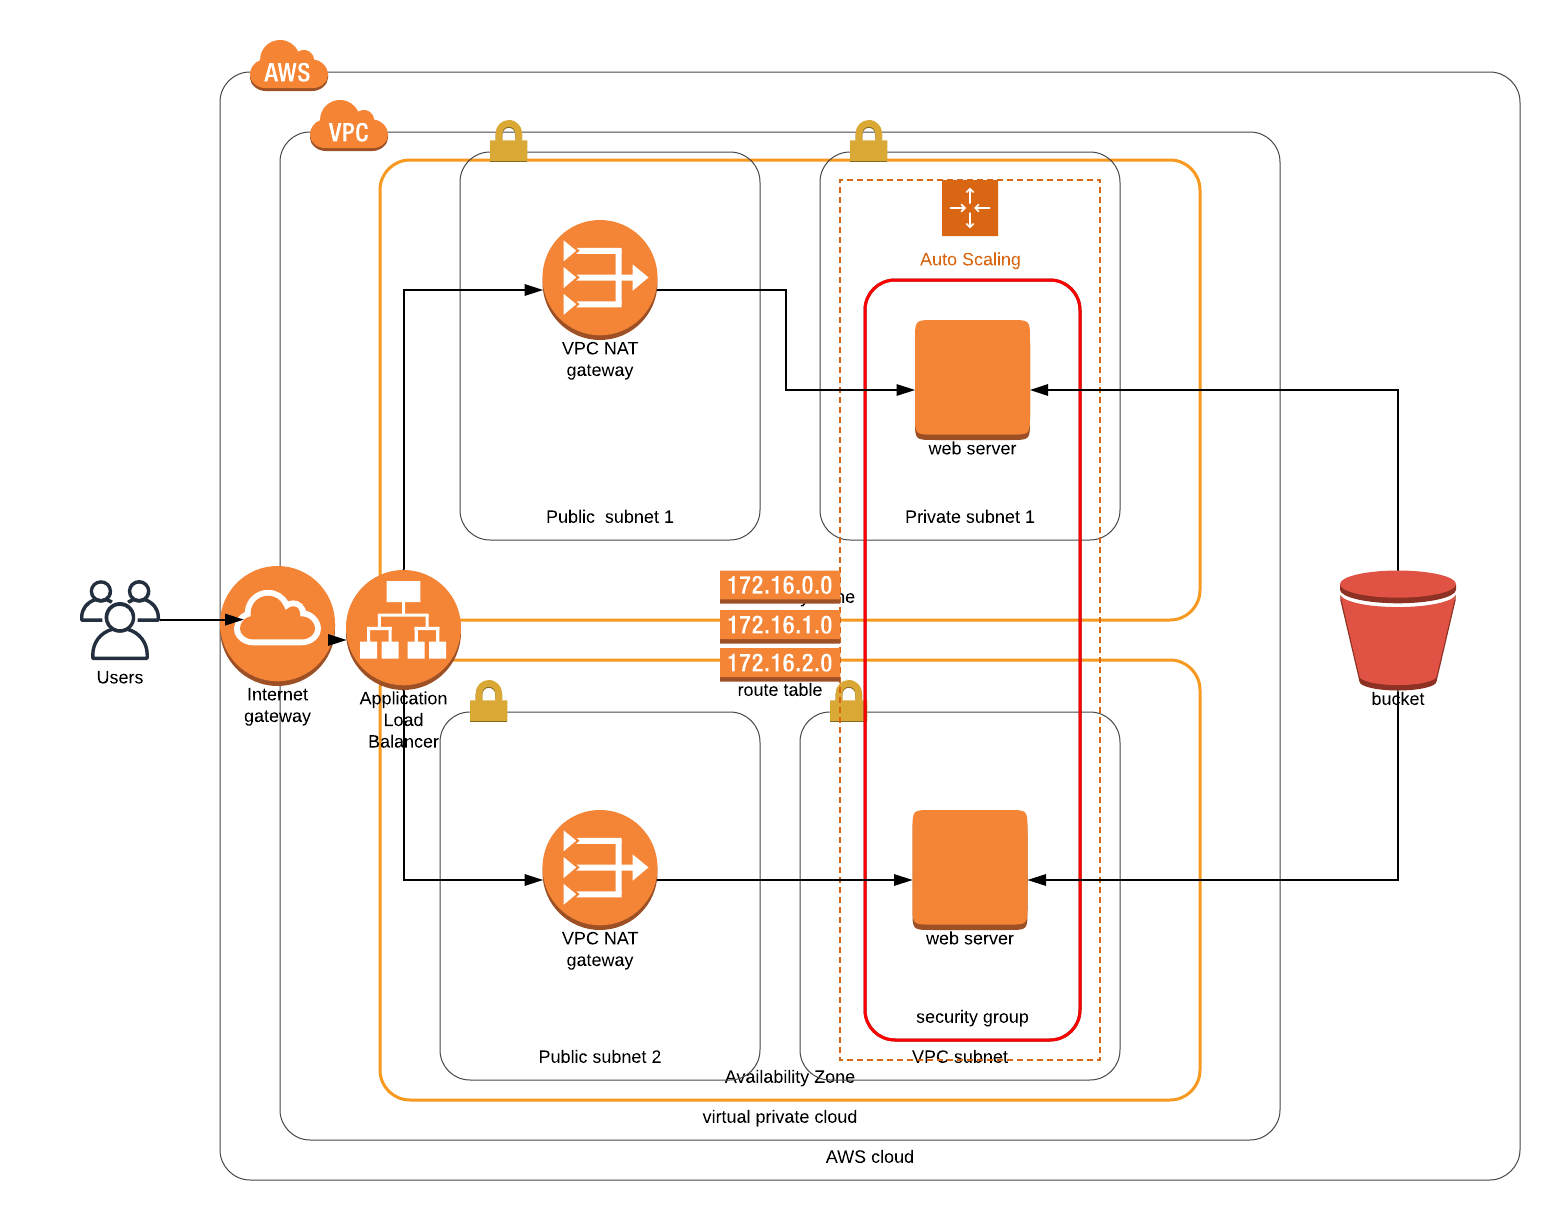 AWS
VPC
Auto Scaling
VPC NAT
gateway
web server
Public  subnet 1
Private subnet 1
172.16.0.0
172.16.1.0
172.16.2.0
route table
Users
Internet
gateway
Application
Load
Balancer
bucket
VPC NAT
gateway
web server
security group
Public subnet 2
VPC subnet
Availability Zone
virtual private cloud
AWS cloud